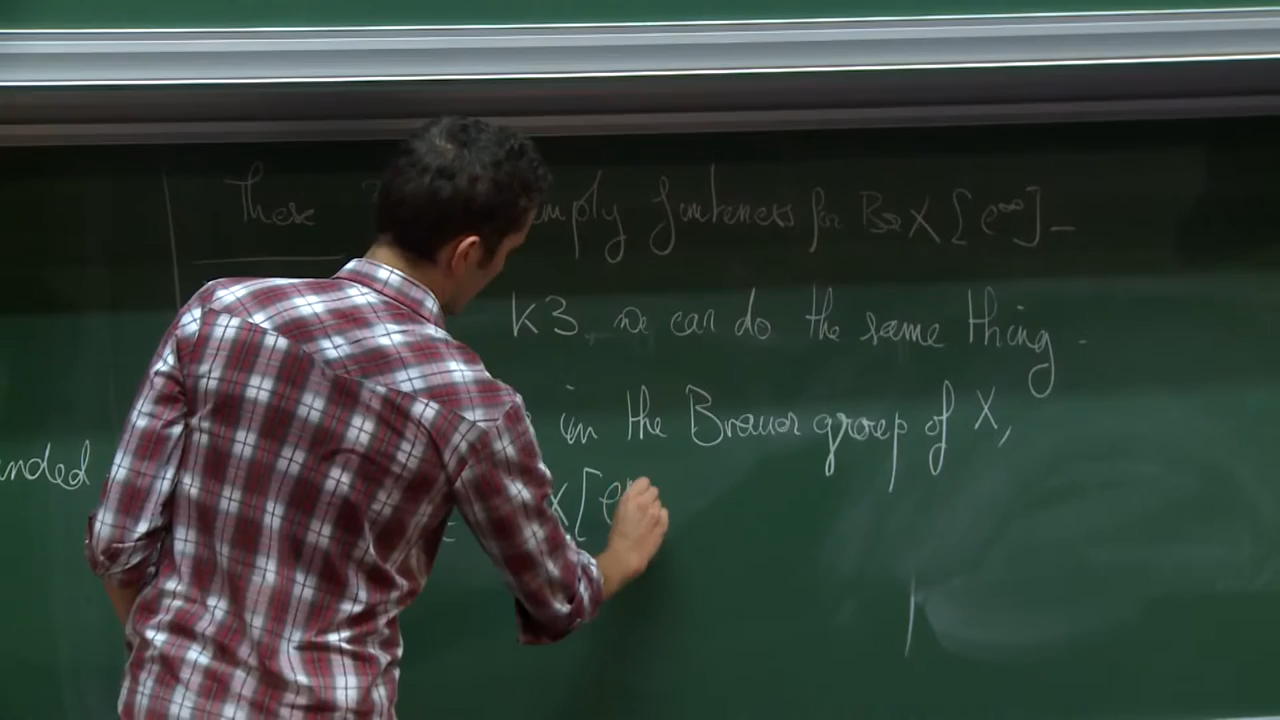 These imply finiteness for Br X [e^∞] -
K3, we can do the same thing.
in the Brauer group of X,
nded X [e